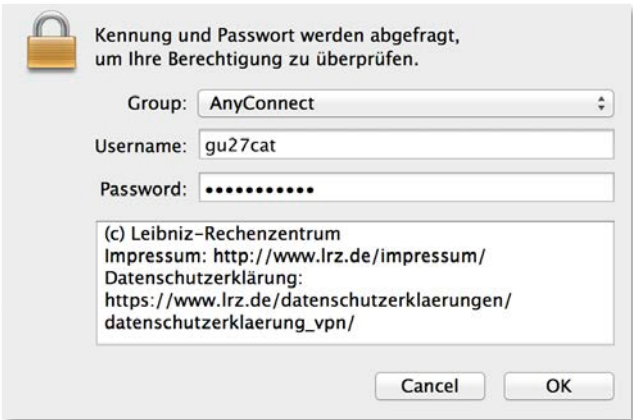 Kennung und Passwort werden abgefragt,
um Ihre Berechtigung zu überprüfen.
Group: AnyConnect
Username: gu27cat
Password: •••••••••••
(c) Leibniz-Rechenzentrum
Impressum: http://www.lrz.de/impressum/
Datenschutzerklärung:
https://www.lrz.de/datenschutzerklaerungen/
datenschutzerklaerung_vpn/
Cancel OK